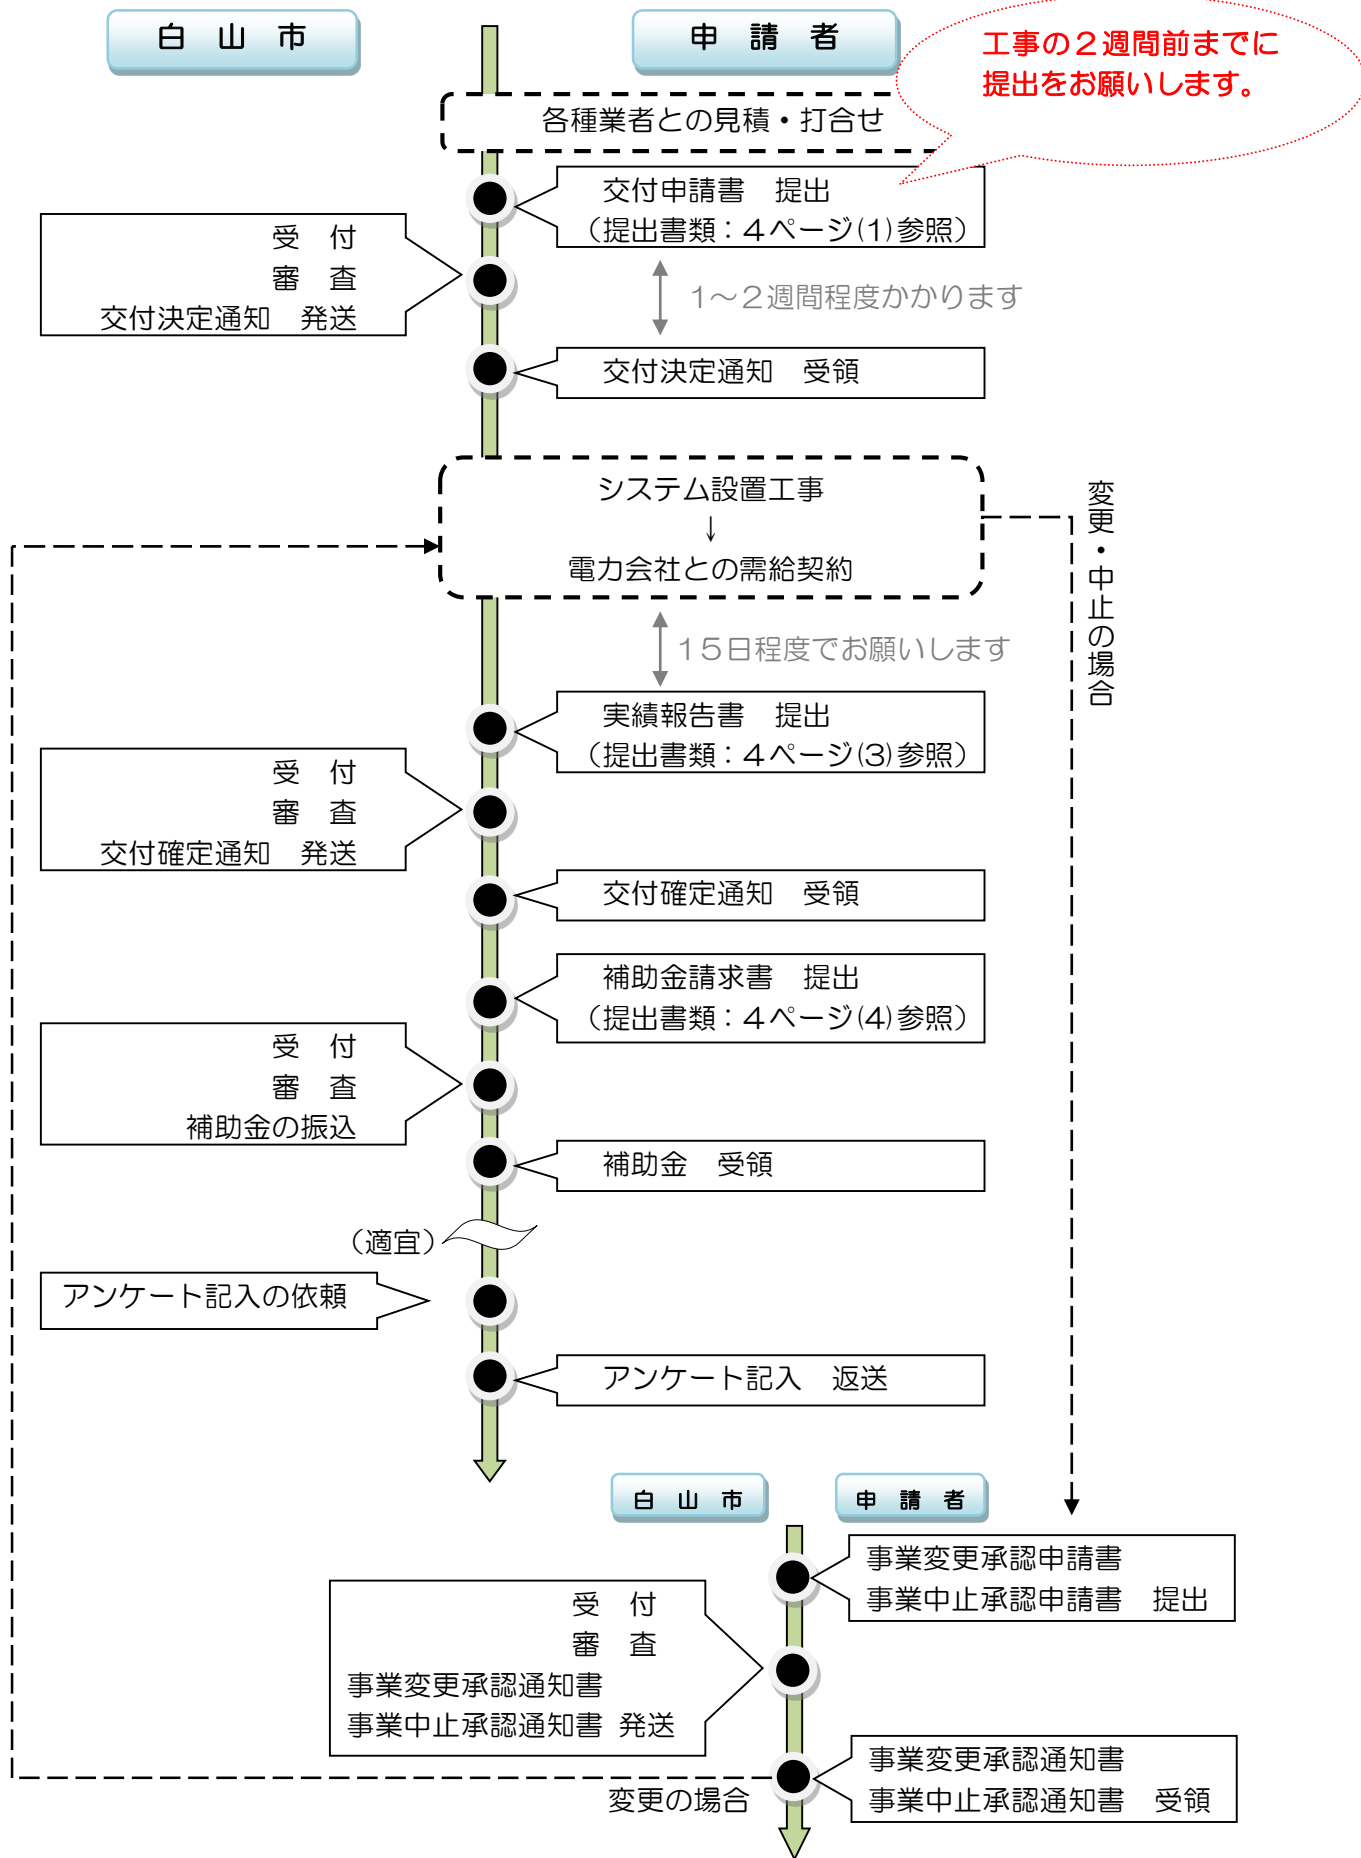 白　山　市
申　請　者
工事の２週間前までに
提出をお願いします。
各種業者との見積・打合せ
交付申請書　提出
（提出書類：４ページ(1)参照）
受　付
審　査
交付決定通知　発送
1～２週間程度かかります
交付決定通知　受領
システム設置工事
↓
電力会社との需給契約
変更・中止の場合
15日程度でお願いします
実績報告書　提出
（提出書類：４ページ(3)参照）
受　付
審　査
交付確定通知　発送
交付確定通知　受領
補助金請求書　提出
（提出書類：４ページ(4)参照）
受　付
審　査
補助金の振込
補助金　受領
（適宜）
アンケート記入の依頼
アンケート記入　返送
白　山　市
申　請　者
事業変更承認申請書
事業中止承認申請書　提出
受　付
審　査
事業変更承認通知書
事業中止承認通知書 発送
事業変更承認通知書
事業中止承認通知書　受領
変更の場合